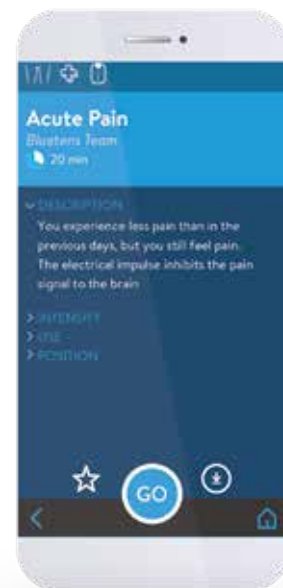 Acute Pain
Bluetens Team
20 min
DESCRIPTION
You experience less pain than in the
previous days, but you still feel pain.
The electrical impulse inhibits the pain
signal to the brain
INTENSITY
USE
POSITION
GO